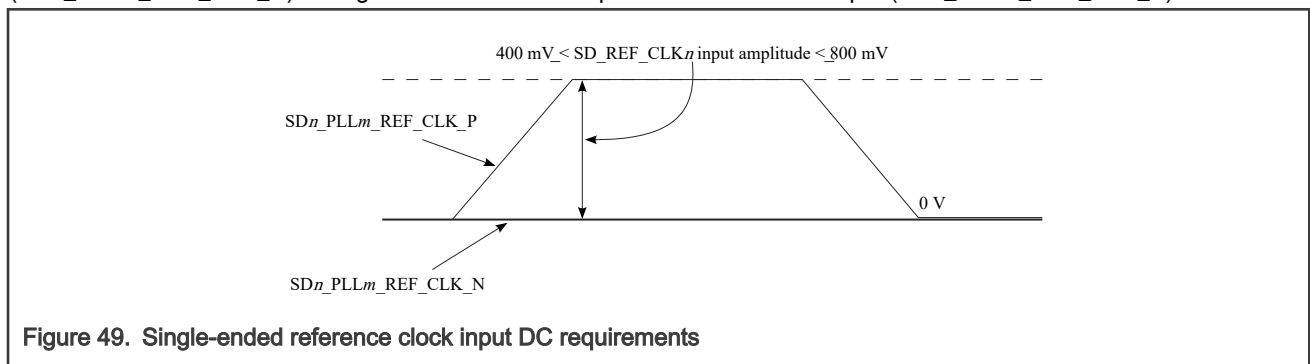 400 mV < SD_REF_CLKn input amplitude < 800 mV
SDn_PLLm_REF_CLK_P
0 V
SDn_PLLm_REF_CLK_N
Figure 49. Single-ended reference clock input DC requirements